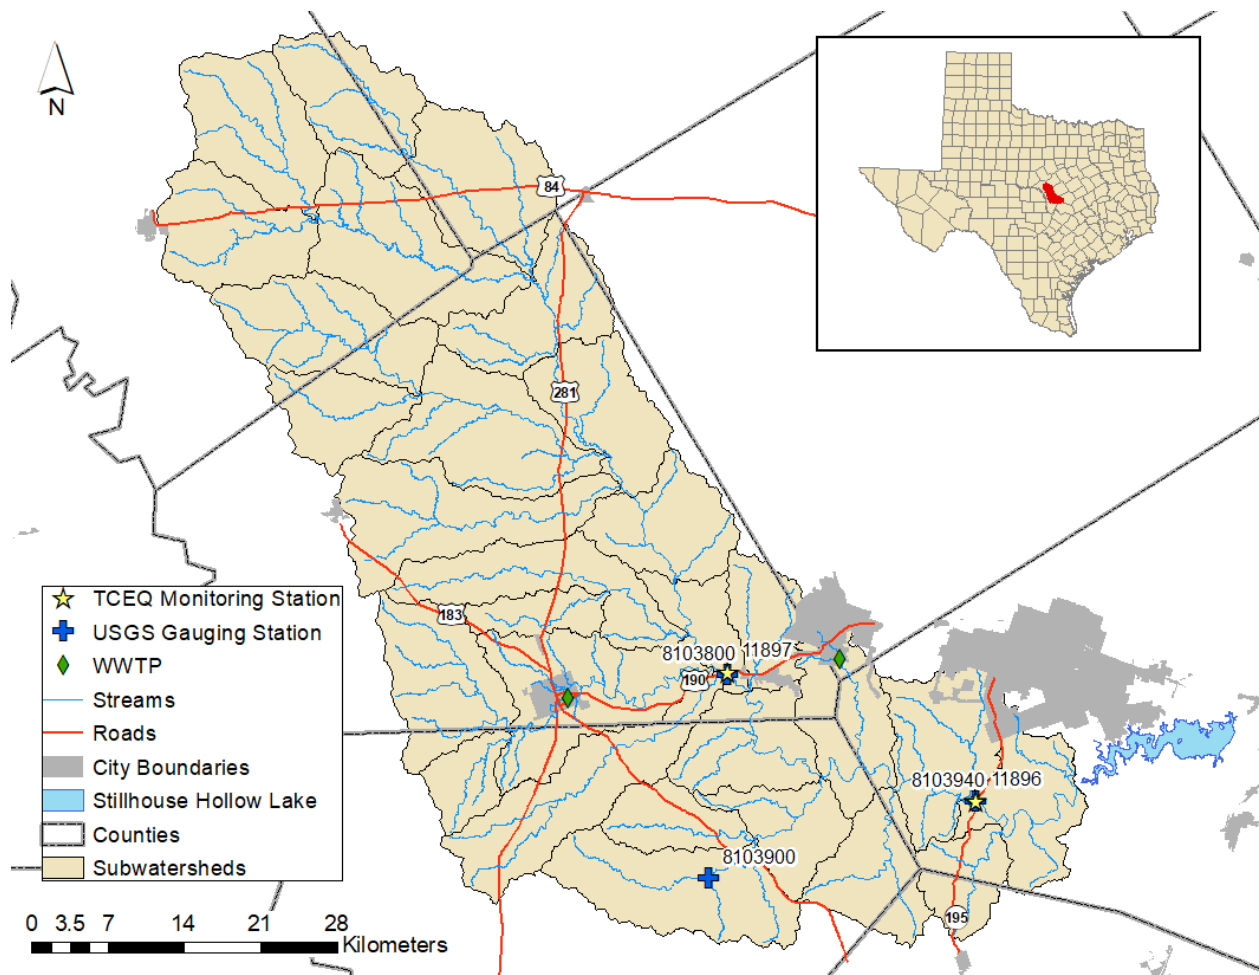 N
84
281
183
8103800 11897
190
8103940 11896
8103900
195
TCEQ Monitoring Station
USGS Gauging Station
WWTP
Streams
Roads
City Boundaries
Stillhouse Hollow Lake
Counties
Subwatersheds
0 3.5 7 14 21 28
Kilometers